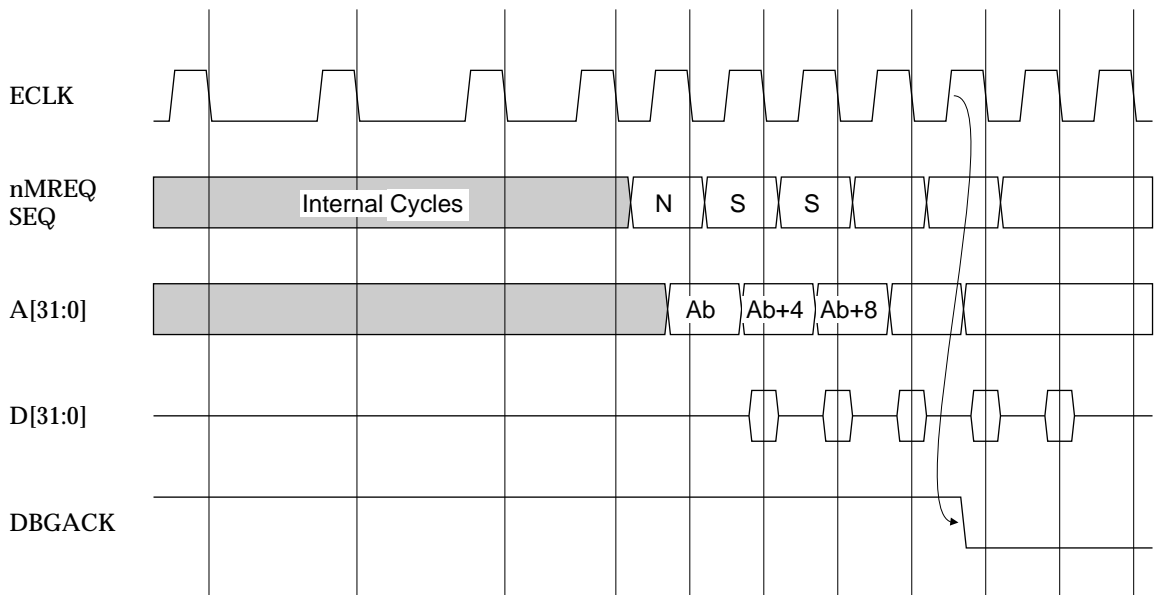 ECLK
nMREQ
SEQ
Internal Cycles
N
S
S
A[31:0]
Ab
Ab+4
Ab+8
D[31:0]
DBGACK